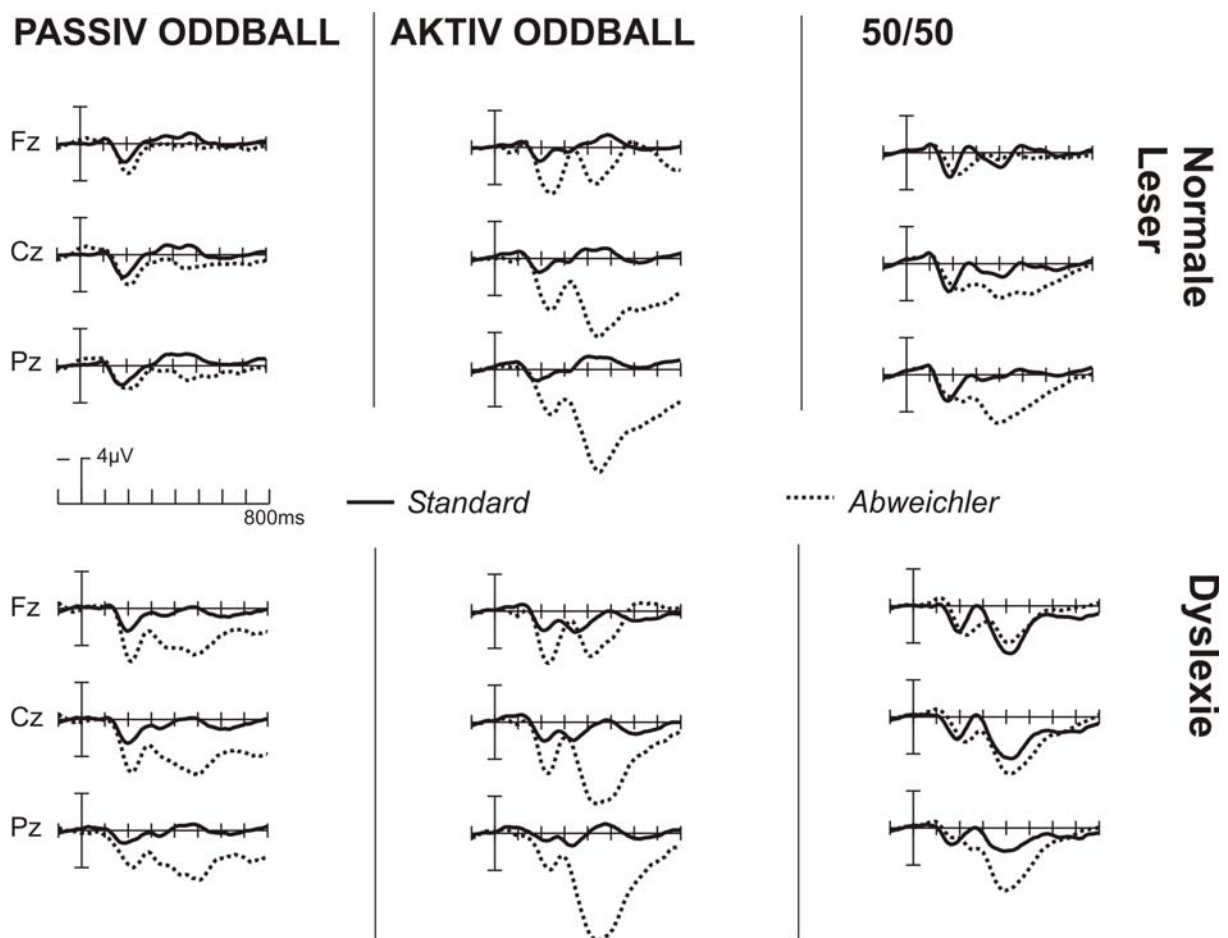 PASSIV ODDBALL
AKTIV ODDBALL
50/50
Fz
Cz
Pz
Normale
Leser
4µV
800ms
Standard
Abweichler
Fz
Cz
Pz
Dyslexie